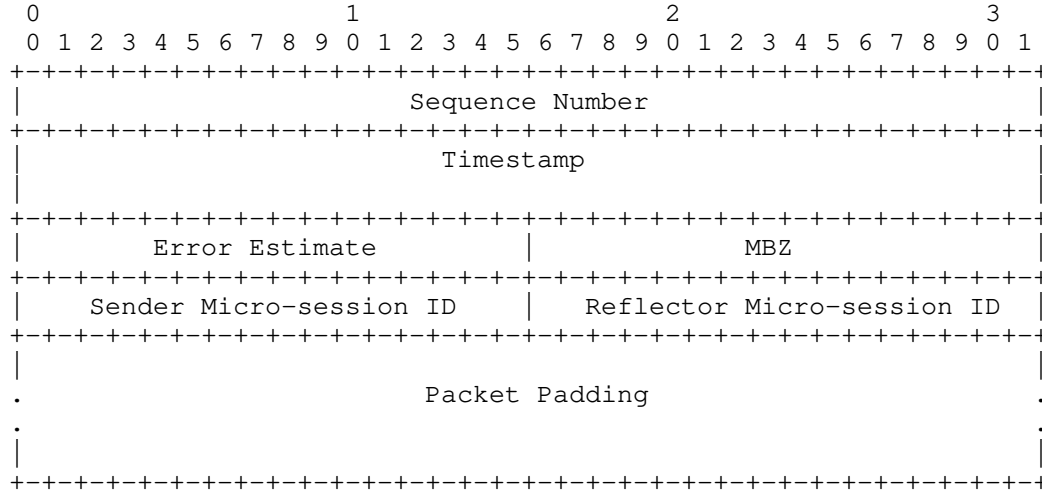 0                   1                   2                   3
 0 1 2 3 4 5 6 7 8 9 0 1 2 3 4 5 6 7 8 9 0 1 2 3 4 5 6 7 8 9 0 1
+-+-+-+-+-+-+-+-+-+-+-+-+-+-+-+-+-+-+-+-+-+-+-+-+-+-+-+-+-+-+-+-+
|                        Sequence Number                        |
+-+-+-+-+-+-+-+-+-+-+-+-+-+-+-+-+-+-+-+-+-+-+-+-+-+-+-+-+-+-+-+-+
|                          Timestamp                            |
|                                                               |
+-+-+-+-+-+-+-+-+-+-+-+-+-+-+-+-+-+-+-+-+-+-+-+-+-+-+-+-+-+-+-+-+
|        Error Estimate         |             MBZ               |
+-+-+-+-+-+-+-+-+-+-+-+-+-+-+-+-+-+-+-+-+-+-+-+-+-+-+-+-+-+-+-+-+
|    Sender Micro-session ID    |   Reflector Micro-session ID  |
+-+-+-+-+-+-+-+-+-+-+-+-+-+-+-+-+-+-+-+-+-+-+-+-+-+-+-+-+-+-+-+-+
|                                                               |
.                         Packet Padding                        .
.                                                               .
|                                                               |
+-+-+-+-+-+-+-+-+-+-+-+-+-+-+-+-+-+-+-+-+-+-+-+-+-+-+-+-+-+-+-+-+